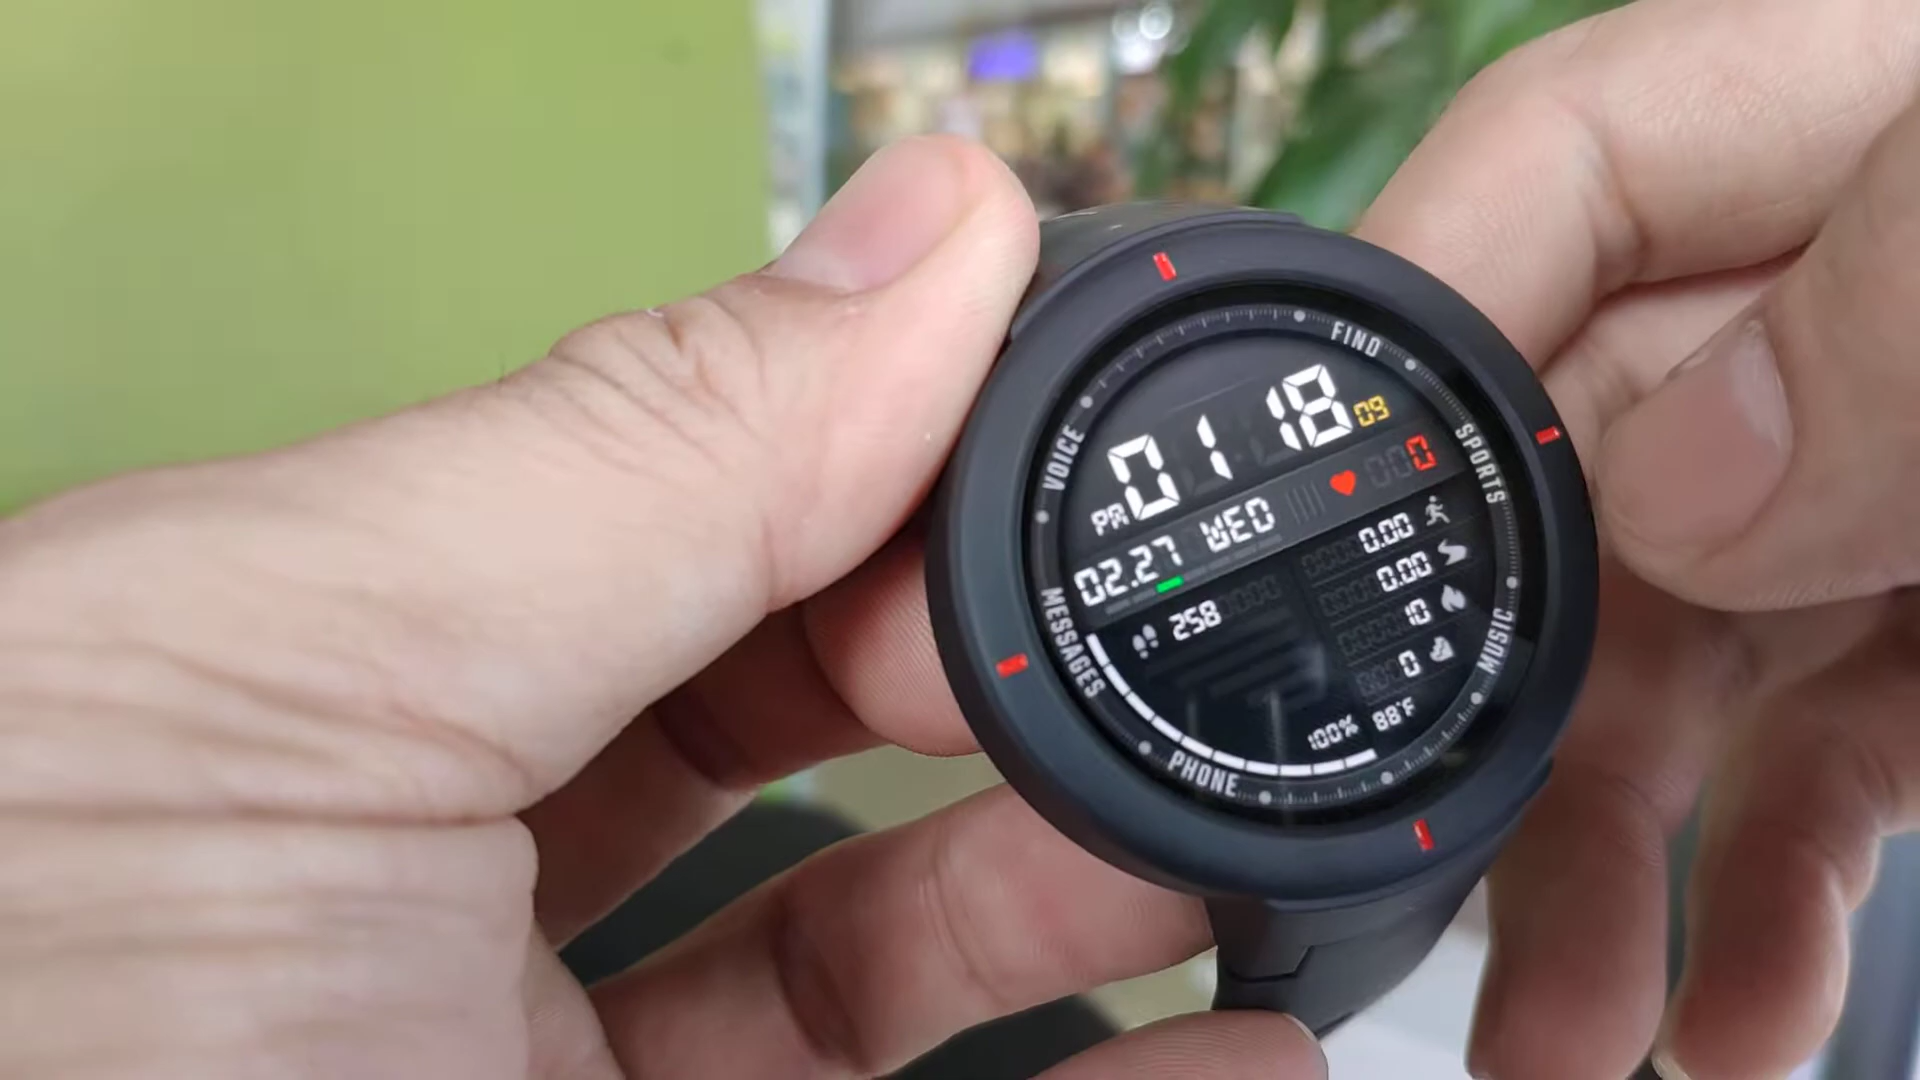 FIND
VOICE
SPORTS
PM 01 18 09
0
02.27 WED
0.00
0.00
258
10
0
MESSAGES
MUSIC
100% 88°F
PHONE